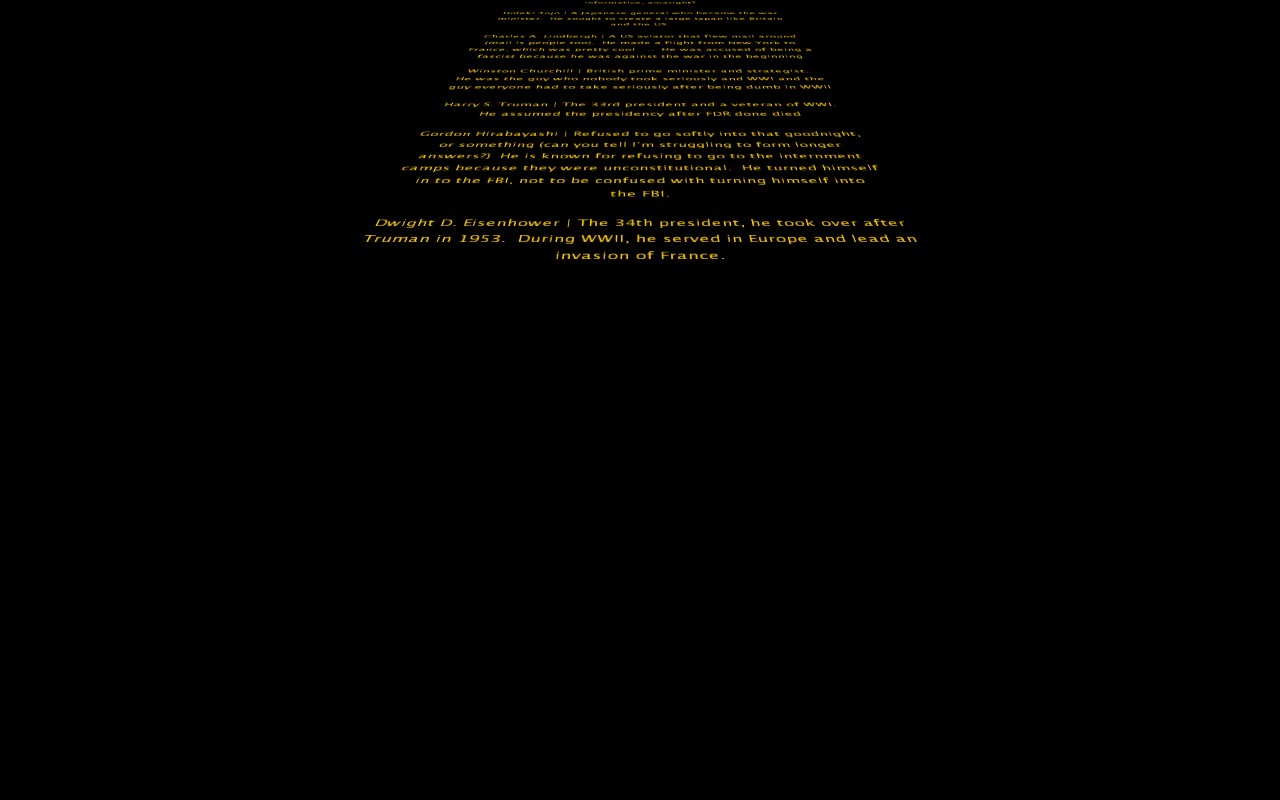 informative, amaright?
Hideki Tojo | A Japanese general who became the war
minister.  He sought to create a large Japan like Britain
and the US.
Charles A. Lindbergh | A US aviator that flew mail around
(mail is people too).  He made a flight from New York to
France, which was pretty cool . . . He was accused of being a
fascist because he was against the war in the beginning.
Winston Churchill | British prime minister and strategist.
He was the guy who nobody took seriously and WWI and the
guy everyone had to take seriously after being dumb in WWII
Harry S. Truman | The 33rd president and a veteran of WWI.
He assumed the presidency after FDR done died
Gordon Hirabayashi | Refused to go softly into that goodnight,
or something (can you tell I'm struggling to form longer
answers?)  He is known for refusing to go to the internment
camps because they were unconstitutional.  He turned himself
in to the FBI, not to be confused with turning himself into
the FBI.
Dwight D. Eisenhower | The 34th president, he took over after
Truman in 1953.  During WWII, he served in Europe and lead an
invasion of France.